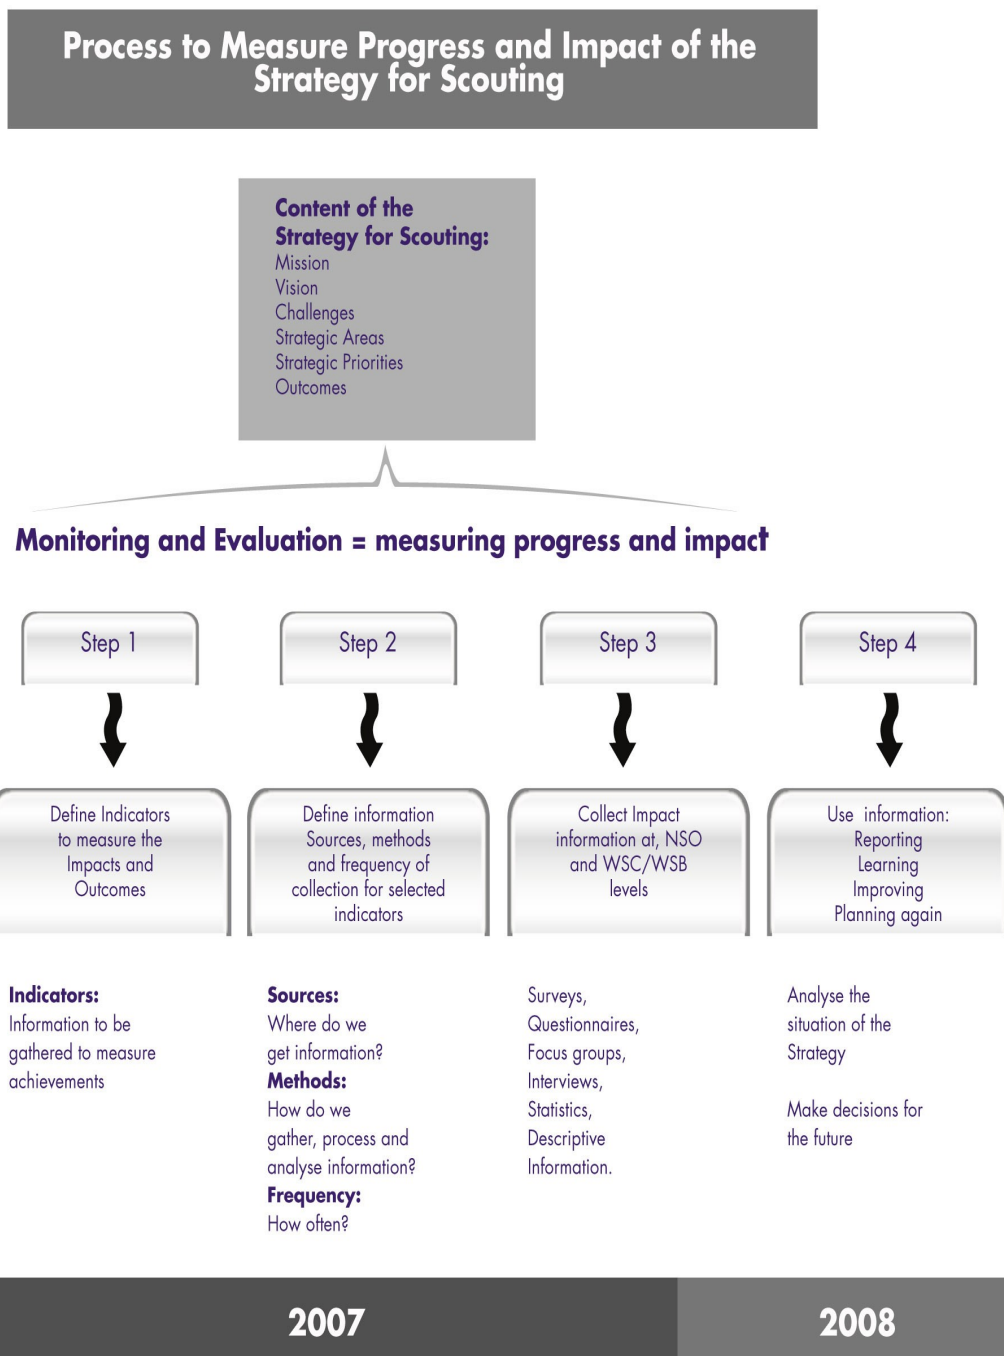 Process to Measure Progress and Impact of the
Strategy for Scouting
Content of the
Strategy for Scouting:
Mission
Vision
Challenges
Strategic Areas
Strategic Priorities
Outcomes
Monitoring and Evaluation = measuring progress and impact
Step 1
Define Indicators
to measure the
Impacts and
Outcomes
Indicators:
Information to be
gathered to measure
achievements
Step 2
Define information
Sources, methods
and frequency of
collection for selected
indicators
Sources:
Where do we
get information?
Methods:
How do we
gather, process and
analyse information?
Frequency:
How often?
Step 3
Collect Impact
information at, NSO
and WSC/WSB
levels
Surveys,
Questionnaires,
Focus groups,
Interviews,
Statistics,
Descriptive
Information.
Step 4
Use information:
Reporting
Learning
Improving
Planning again
Analyse the
situation of the
Strategy
Make decisions for
the future
2007
2008